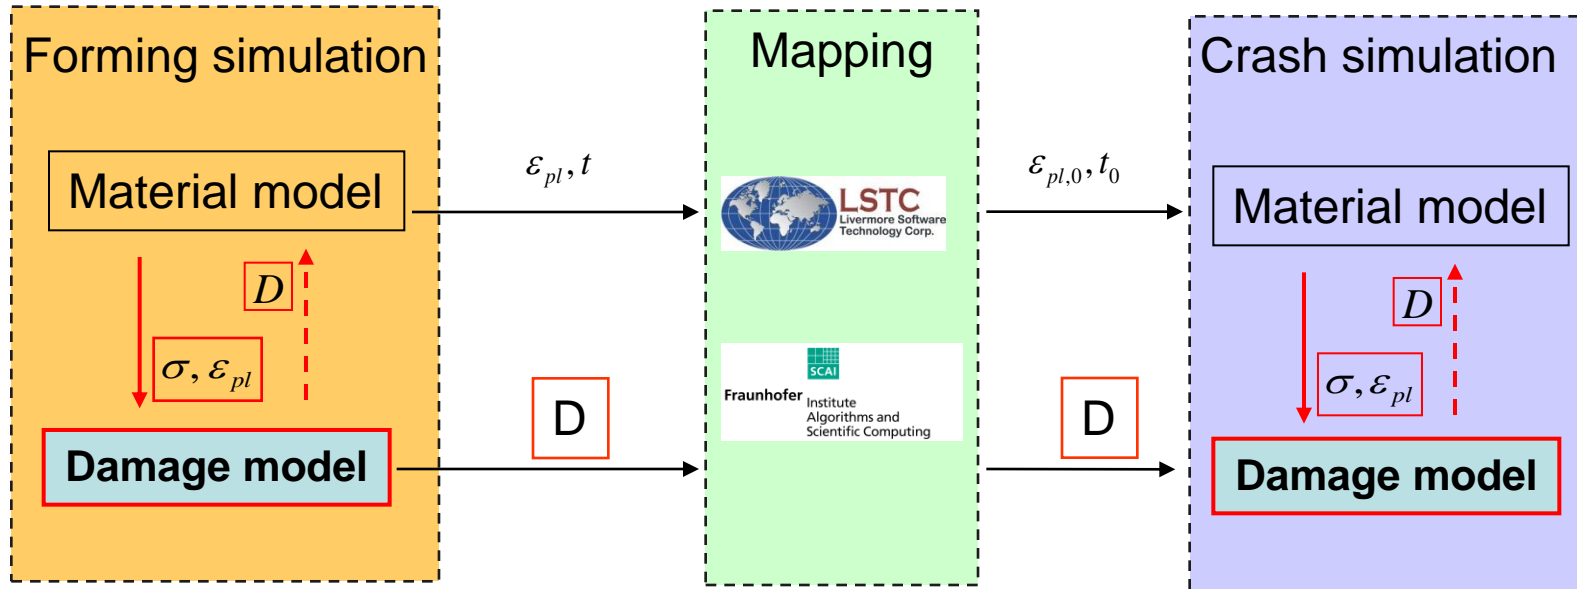 Forming simulation
Material model
D
σ, ε_pl
Damage model
ε_pl, t
D
Mapping
LSTC
Livermore Software
Technology Corp.
SCAI
Fraunhofer
Institute
Algorithms and
Scientific Computing
ε_pl,0, t_0
D
Crash simulation
Material model
D
σ, ε_pl
Damage model